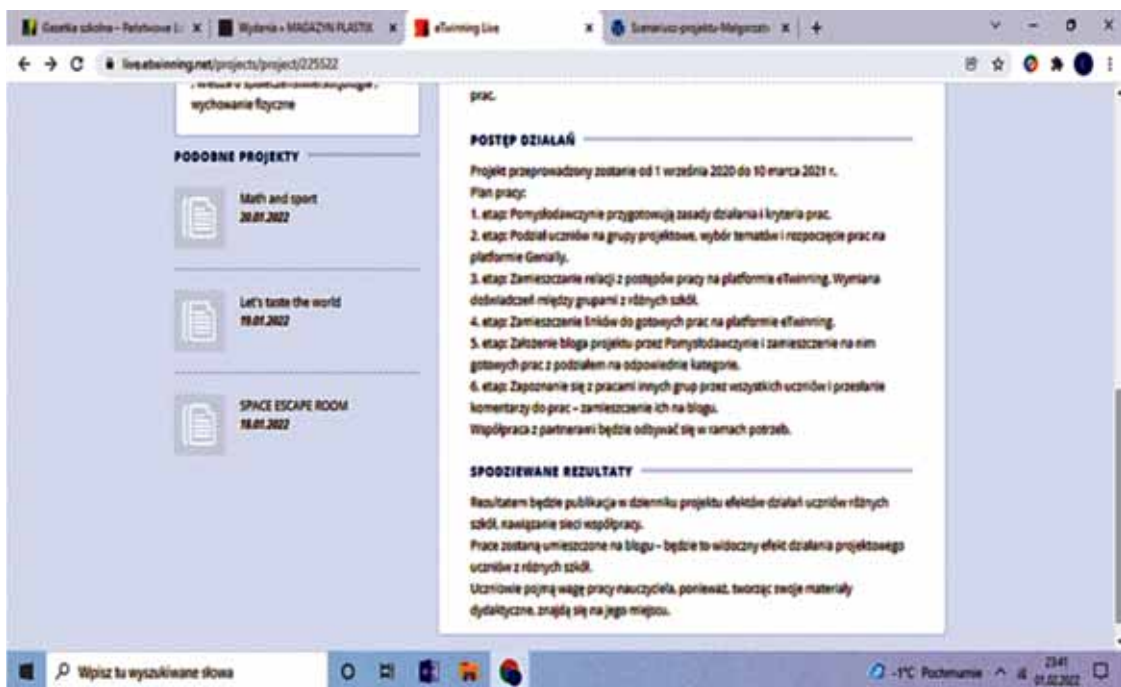 Gazetka szkolna – Państwowe L
Wydania » MAGAZYN PLASTIK
eTwinning Live
Scenariusz-projektu-Malgorzata
live.etwinning.net/projects/project/225522
wychowanie fizyczne
prac.
PODOBNE PROJEKTY
Math and sport
20.01.2022
Let's taste the world
19.01.2022
SPACE ESCAPE ROOM
18.01.2022
POSTĘP DZIAŁAŃ
Projekt przeprowadzony zostanie od 1 września 2020 do 10 marca 2021 r.
Plan pracy:
1. etap: Pomysłodawczynie przygotowują zasady działania i kryteria prac.
2. etap: Podział uczniów na grupy projektowe, wybór tematów i rozpoczęcie prac na
platformie Genially.
3. etap: Zamieszczanie relacji z postępów pracy na platformie eTwinning. Wymiana
doświadczeń między grupami z różnych szkół.
4. etap: Zamieszczenie linków do gotowych prac na platformie eTwinning.
5. etap: Założenie bloga projektu przez Pomysłodawczynie i zamieszczenie na nim
gotowych prac z podziałem na odpowiednie kategorie.
6. etap: Zapoznanie się z pracami innych grup przez wszystkich uczniów i przesłanie
komentarzy do prac – zamieszczenie ich na blogu.
Współpraca z partnerami będzie odbywać się w ramach potrzeb.
SPODZIEWANE REZULTATY
Rezultatem będzie publikacja w dzienniku projektu efektów działań uczniów różnych
szkół, nawiązanie sieci współpracy.
Prace zostaną umieszczone na blogu – będzie to widoczny efekt działania projektowego
uczniów z różnych szkół.
Uczniowie pojmą wagę pracy nauczyciela, ponieważ, tworząc swoje materiały
dydaktyczne, znajdą się na jego miejscu.
Wpisz tu wyszukiwane słowa
-1°C Pochmurnie
23:41
01.02.2022